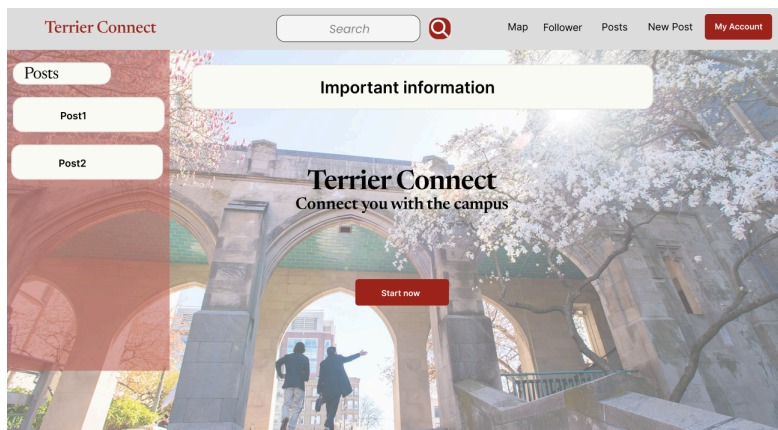 Terrier Connect
Search
Map Follower Posts New Post My Account
Posts
Important information
Post1
Post2
Terrier Connect
Connect you with the campus
Start now